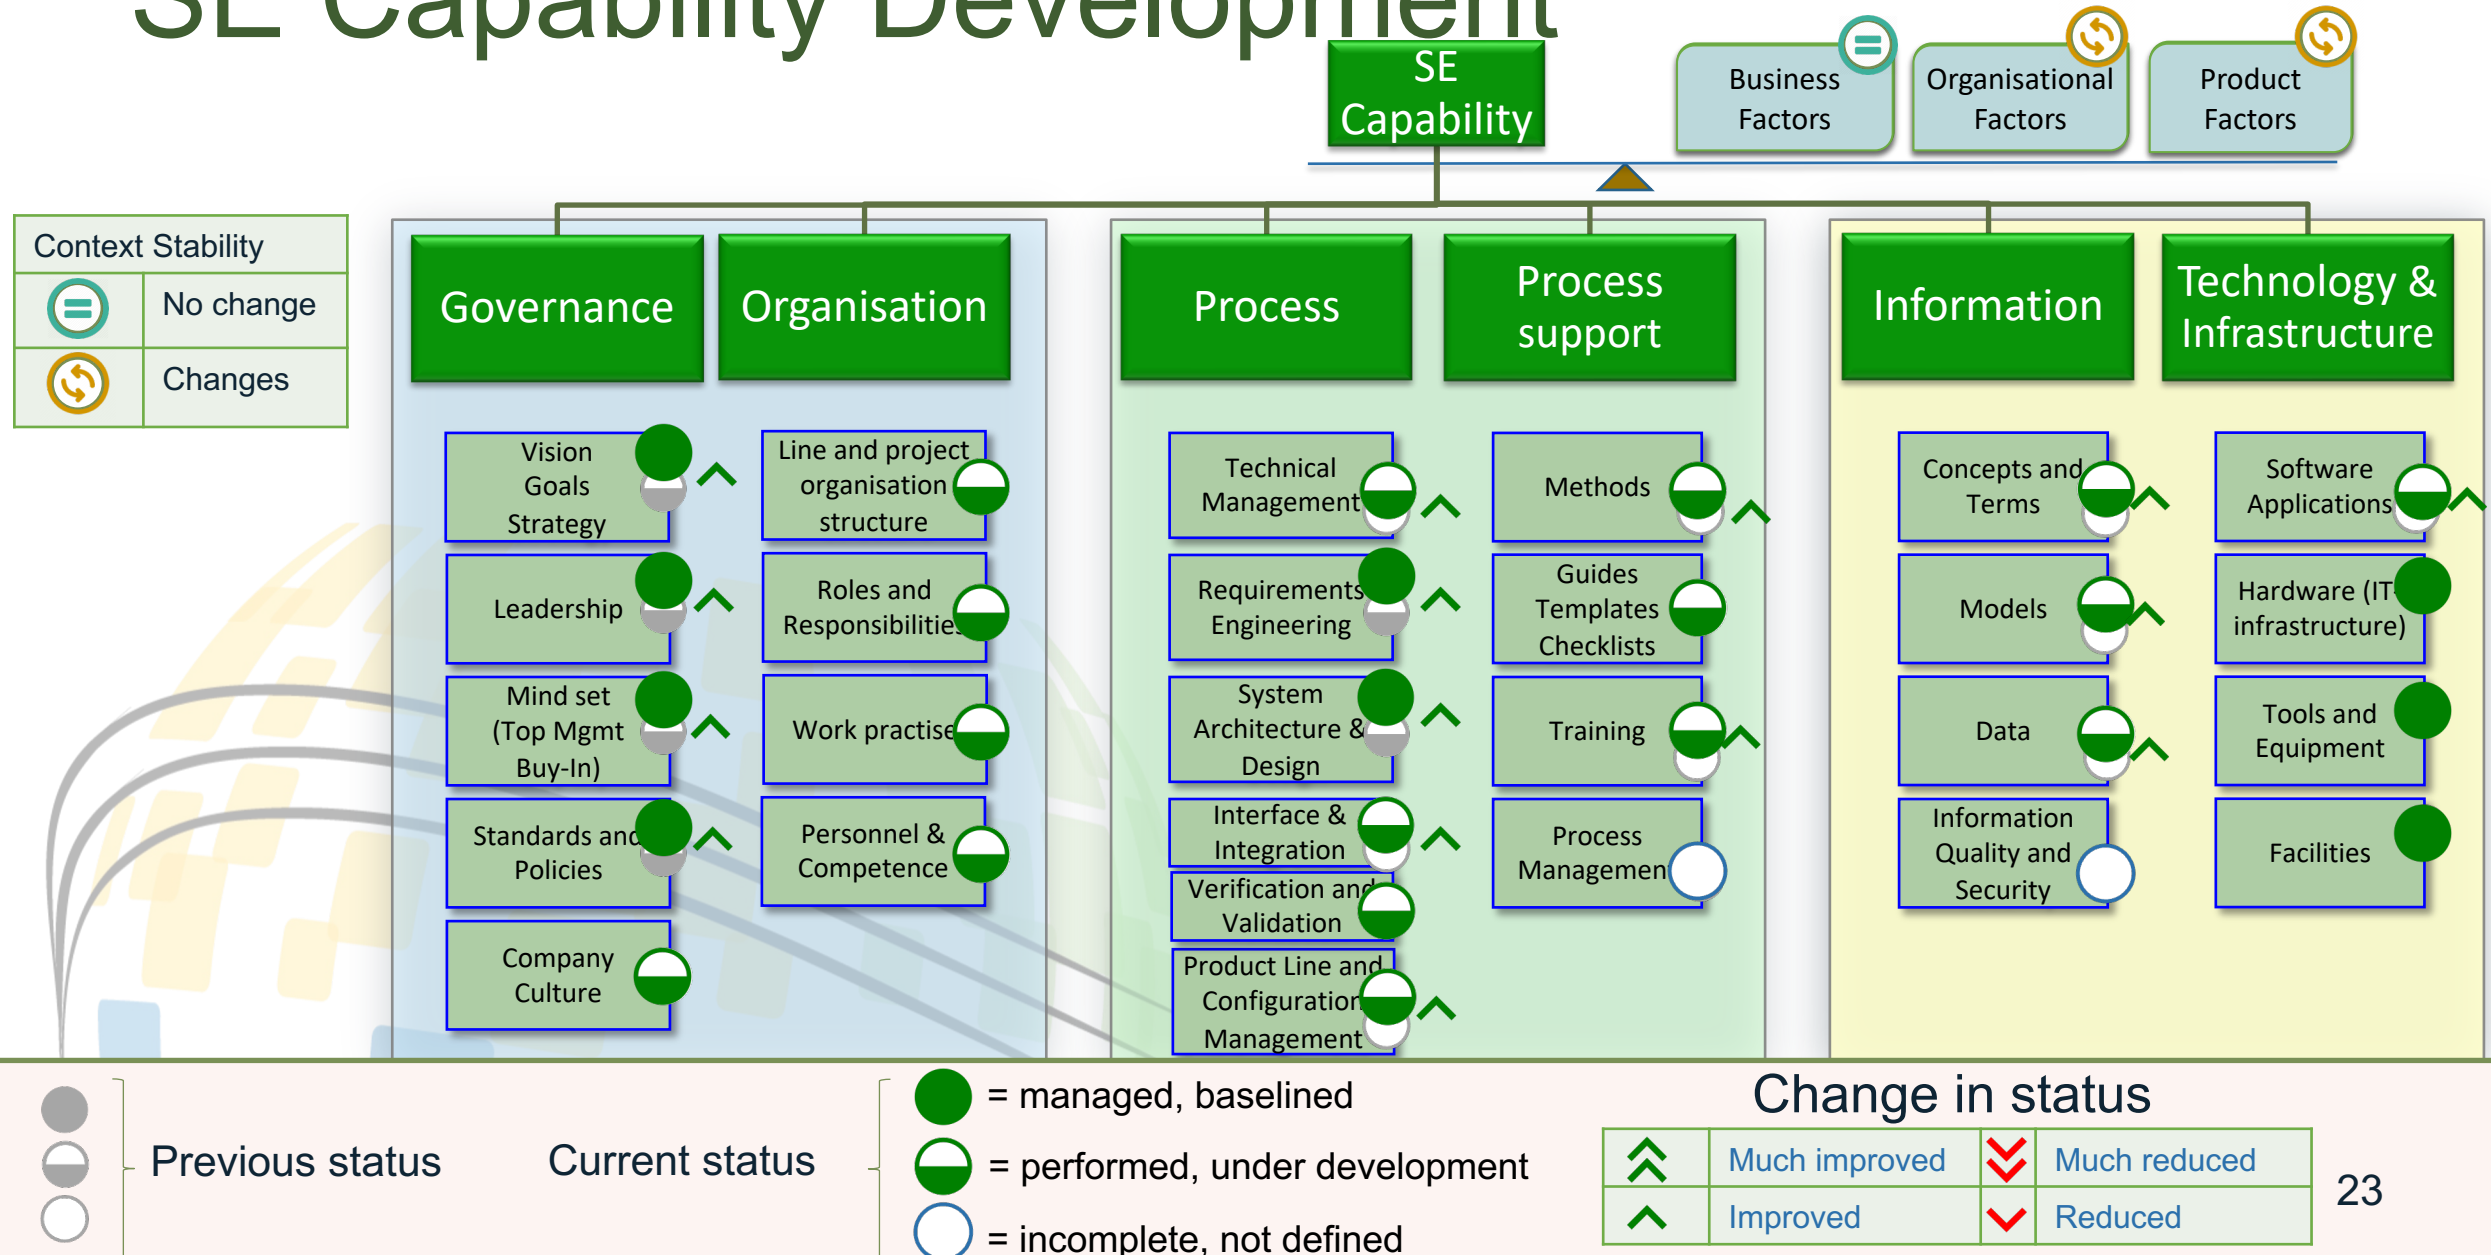 SE Capability Development
SE
Capability
Business
Factors
Organisational
Factors
Product
Factors
Context Stability
No change
Changes
Governance
Organisation
Process
Process
support
Information
Technology &
Infrastructure
Vision
Goals
Strategy
Leadership
Mind set
(Top Mgmt
Buy-In)
Standards and
Policies
Company
Culture
Line and project
organisation
structure
Roles and
Responsibilities
Work practise
Personnel &
Competence
Technical
Management
Requirements
Engineering
System
Architecture &
Design
Interface &
Integration
Verification and
Validation
Product Line and
Configuration
Management
Methods
Guides
Templates
Checklists
Training
Process
Management
Concepts and
Terms
Models
Data
Information
Quality and
Security
Software
Applications
Hardware (IT-
infrastructure)
Tools and
Equipment
Facilities
Previous status
Current status
= managed, baselined
= performed, under development
= incomplete, not defined
Change in status
Much improved
Much reduced
Improved
Reduced
23